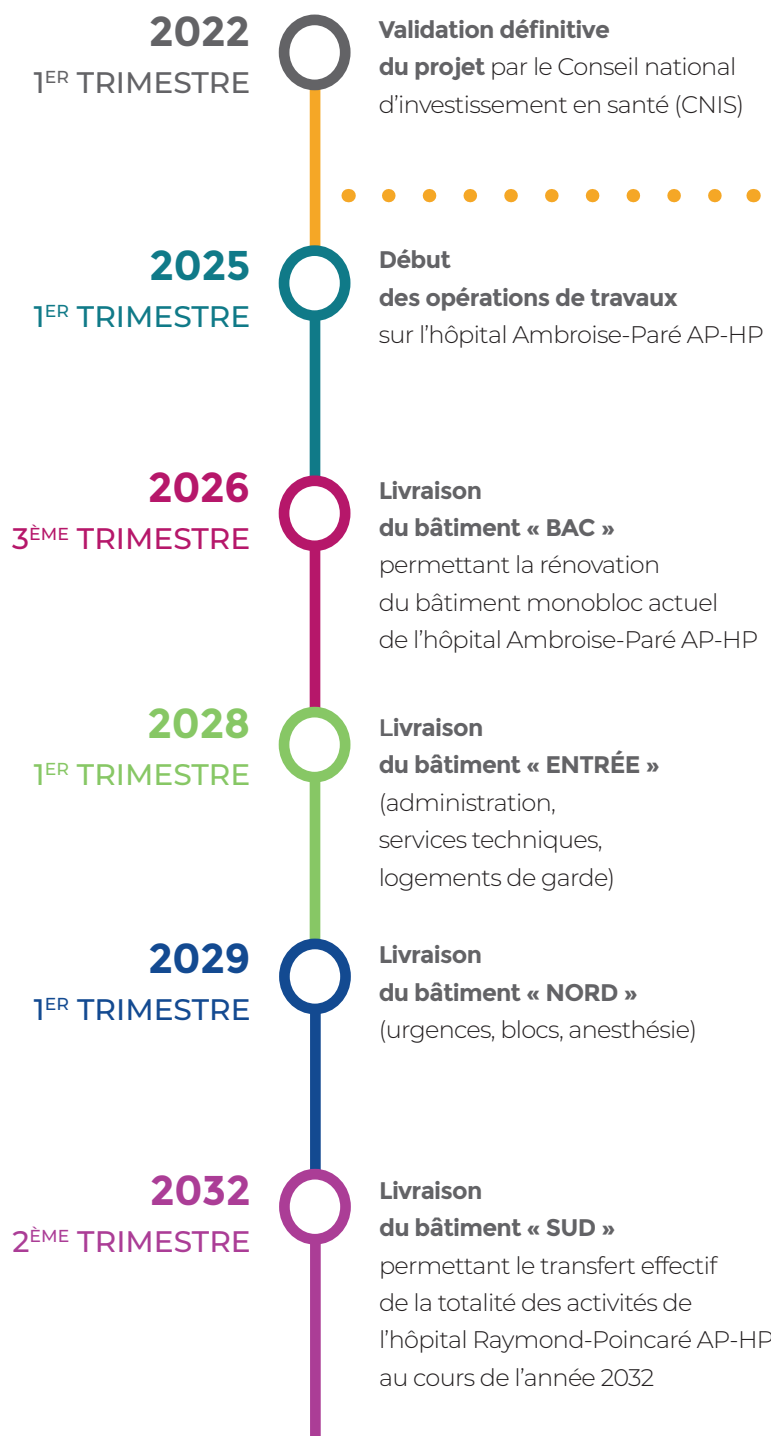 2022
1ER TRIMESTRE
Validation définitive
du projet par le Conseil national
d’investissement en santé (CNIS)
2025
1ER TRIMESTRE
Début
des opérations de travaux
sur l’hôpital Ambroise-Paré AP-HP
2026
3ÈME TRIMESTRE
Livraison
du bâtiment « BAC »
permettant la rénovation
du bâtiment monobloc actuel
de l’hôpital Ambroise-Paré AP-HP
2028
1ER TRIMESTRE
Livraison
du bâtiment « ENTRÉE »
(administration,
services techniques,
logements de garde)
2029
1ER TRIMESTRE
Livraison
du bâtiment « NORD »
(urgences, blocs, anesthésie)
2032
2ÈME TRIMESTRE
Livraison
du bâtiment « SUD »
permettant le transfert effectif
de la totalité des activités de
l’hôpital Raymond-Poincaré AP-HP
au cours de l’année 2032